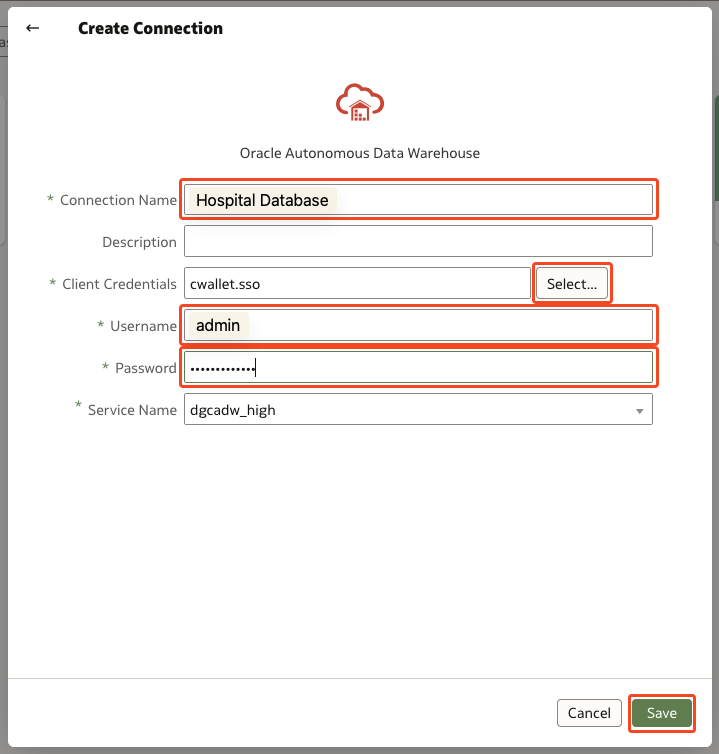 ← Create Connection
as
Oracle Autonomous Data Warehouse
* Connection Name Hospital Database
Description
* Client Credentials cwallet.sso Select...
* Username admin
* Password •••••••••••••
* Service Name dgcadw_high
Cancel Save